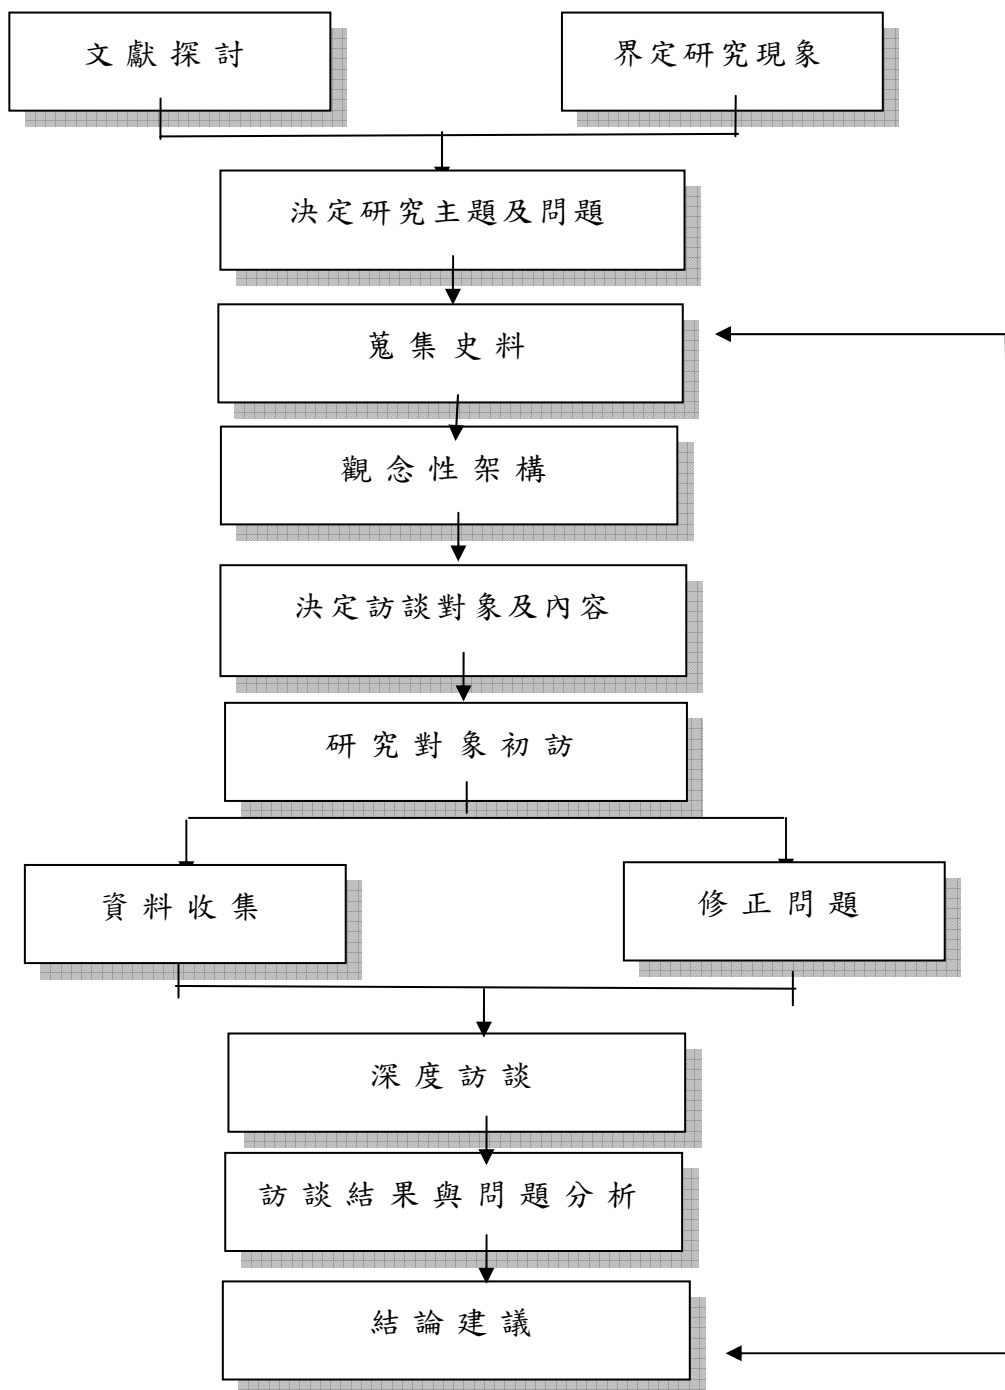 文獻探討
界定研究現象
決定研究主題及問題
蒐集史料
觀念性架構
決定訪談對象及內容
研究對象初訪
資料收集
修正問題
深度訪談
訪談結果與問題分析
結論建議